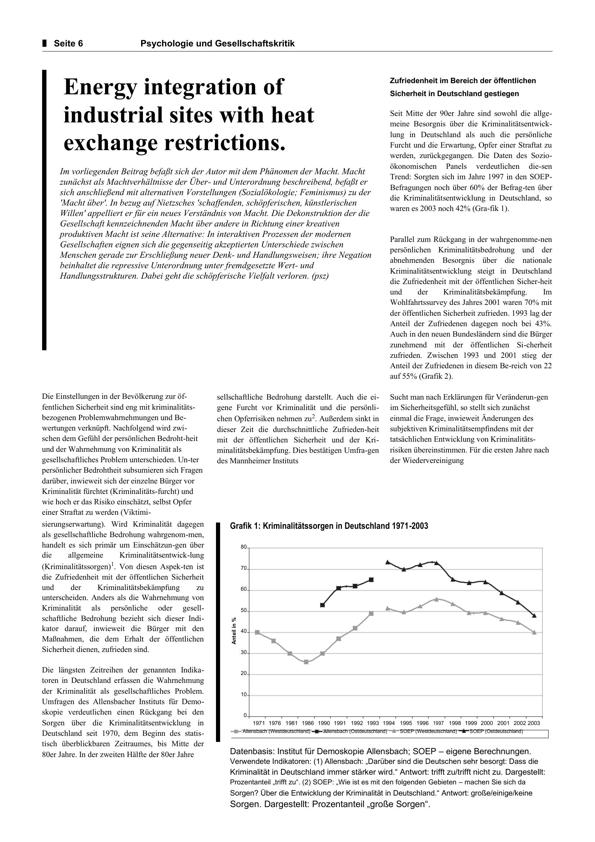 Seite 6
Psychologie und Gesellschaftskritik
Energy integration of
industrial sites with heat
exchange restrictions.
Im vorliegenden Beitrag befaßt sich der Autor mit dem Phänomen der Macht. Macht
zunächst als Machtverhältnisse der Über- und Unterordnung beschreibend, befaßt er
sich anschließend mit alternativen Vorstellungen (Sozialökologie; Feminismus) zu der
'Macht über'. In bezug auf Nietzsches 'schaffenden, schöpferischen, künstlerischen
Willen' appelliert er für ein neues Verständnis von Macht. Die Dekonstruktion der die
Gesellschaft kennzeichnenden Macht über andere in Richtung einer kreativen
produktiven Macht ist seine Alternative: In interaktiven Prozessen der modernen
Gesellschaften eignen sich die gegenseitig akzeptierten Unterschiede zwischen
Menschen gerade zur Erschließung neuer Denk- und Handlungsweisen; ihre Negation
beinhaltet die repressive Unterordnung unter fremdgesetzte Wert- und
Handlungsstrukturen. Dabei geht die schöpferische Vielfalt verloren. (psz)
Zufriedenheit im Bereich der öffentlichen
Sicherheit in Deutschland gestiegen
Seit Mitte der 90er Jahre sind sowohl die allge-
meine Besorgnis über die Kriminalitätsentwick-
lung in Deutschland als auch die persönliche
Furcht und die Erwartung, Opfer einer Straftat zu
werden, zurückgegangen. Die Daten des Sozio-
ökonomischen Panels verdeutlichen die-sen
Trend: Sorgten sich im Jahre 1997 in den SOEP-
Befragungen noch über 60% der Befrag-ten über
die Kriminalitätsentwicklung in Deutschland, so
waren es 2003 noch 42% (Gra-fik 1).
Parallel zum Rückgang in der wahrgenomme-nen
persönlichen Kriminalitätsbedrohung und der
abnehmenden Besorgnis über die nationale
Kriminalitätsentwicklung steigt in Deutschland
die Zufriedenheit mit der öffentlichen Sicher-heit
und der Kriminalitätsbekämpfung. Im
Wohlfahrtssurvey des Jahres 2001 waren 70% mit
der öffentlichen Sicherheit zufrieden. 1993 lag der
Anteil der Zufriedenen dagegen noch bei 43%.
Auch in den neuen Bundesländern sind die Bürger
zunehmend mit der öffentlichen Si-cherheit
zufrieden. Zwischen 1993 und 2001 stieg der
Anteil der Zufriedenen in diesem Be-reich von 22
auf 55% (Grafik 2).
Die Einstellungen in der Bevölkerung zur öf-
fentlichen Sicherheit sind eng mit kriminalitäts-
bezogenen Problemwahrnehmungen und Be-
wertungen verknüpft. Nachfolgend wird zwi-
schen dem Gefühl der persönlichen Bedroht-heit
und der Wahrnehmung von Kriminalität als
gesellschaftliches Problem unterschieden. Un-ter
persönlicher Bedrohtheit subsumieren sich Fragen
darüber, inwieweit sich der einzelne Bürger vor
Kriminalität fürchtet (Kriminalitäts-furcht) und
wie hoch er das Risiko einschätzt, selbst Opfer
einer Straftat zu werden (Viktimi-
sierungserwartung). Wird Kriminalität dagegen
als gesellschaftliche Bedrohung wahrgenom-men,
handelt es sich primär um Einschätzun-gen über
die allgemeine Kriminalitätsentwick-lung
(Kriminalitätssorgen)1. Von diesen Aspek-ten ist
die Zufriedenheit mit der öffentlichen Sicherheit
und der Kriminalitätsbekämpfung zu
unterscheiden. Anders als die Wahrnehmung von
Kriminalität als persönliche oder gesell-
schaftliche Bedrohung bezieht sich dieser Indi-
kator darauf, inwieweit die Bürger mit den
Maßnahmen, die dem Erhalt der öffentlichen
Sicherheit dienen, zufrieden sind.
Die längsten Zeitreihen der genannten Indika-
toren in Deutschland erfassen die Wahrnehmung
der Kriminalität als gesellschaftliches Problem.
Umfragen des Allensbacher Instituts für Demo-
skopie verdeutlichen einen Rückgang bei den
Sorgen über die Kriminalitätsentwicklung in
Deutschland seit 1970, dem Beginn des statis-
tisch überblickbaren Zeitraumes, bis Mitte der
80er Jahre. In der zweiten Hälfte der 80er Jahre
sellschaftliche Bedrohung darstellt. Auch die ei-
gene Furcht vor Kriminalität und die persönli-
chen Opferrisiken nehmen zu2. Außerdem sinkt in
dieser Zeit die durchschnittliche Zufrieden-heit
mit der öffentlichen Sicherheit und der Kri-
minalitätsbekämpfung. Dies bestätigen Umfra-gen
des Mannheimer Instituts
Sucht man nach Erklärungen für Veränderun-gen
im Sicherheitsgefühl, so stellt sich zunächst
einmal die Frage, inwieweit Änderungen des
subjektiven Kriminalitätsempfindens mit der
tatsächlichen Entwicklung von Kriminalitäts-
risiken übereinstimmen. Für die ersten Jahre nach
der Wiedervereinigung
Grafik 1: Kriminalitätssorgen in Deutschland 1971-2003
Anteil in %
80
70
60
50
40
30
20
10
0
1971 1976 1981 1986 1990 1991 1992 1993 1994 1995 1996 1997 1998 1999 2000 2001 2002 2003
Allensbach (Westdeutschland) Allensbach (Ostdeutschland) SOEP (Westdeutschland) SOEP (Ostdeutschland)
Datenbasis: Institut für Demoskopie Allensbach; SOEP – eigene Berechnungen.
Verwendete Indikatoren: (1) Allensbach: „Darüber sind die Deutschen sehr besorgt: Dass die
Kriminalität in Deutschland immer stärker wird.“ Antwort: trifft zu/trifft nicht zu. Dargestellt:
Prozentanteil „trifft zu“. (2) SOEP: „Wie ist es mit den folgenden Gebieten – machen Sie sich da
Sorgen? Über die Entwicklung der Kriminalität in Deutschland.“ Antwort: große/einige/keine
Sorgen. Dargestellt: Prozentanteil „große Sorgen“.